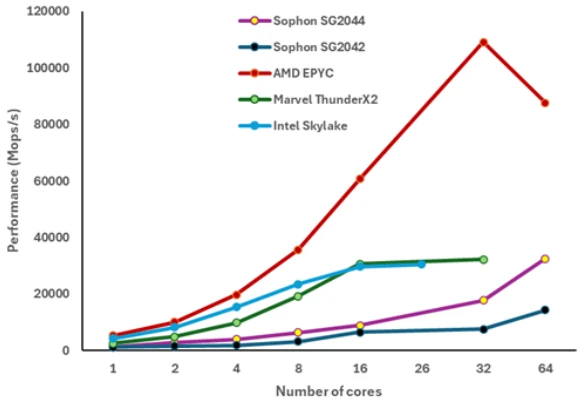 120000
100000
80000
60000
40000
20000
0
Performance (Mops/s)
Sophon SG2044
Sophon SG2042
AMD EPYC
Marvel ThunderX2
Intel Skylake
1 2 4 8 16 26 32 64
Number of cores